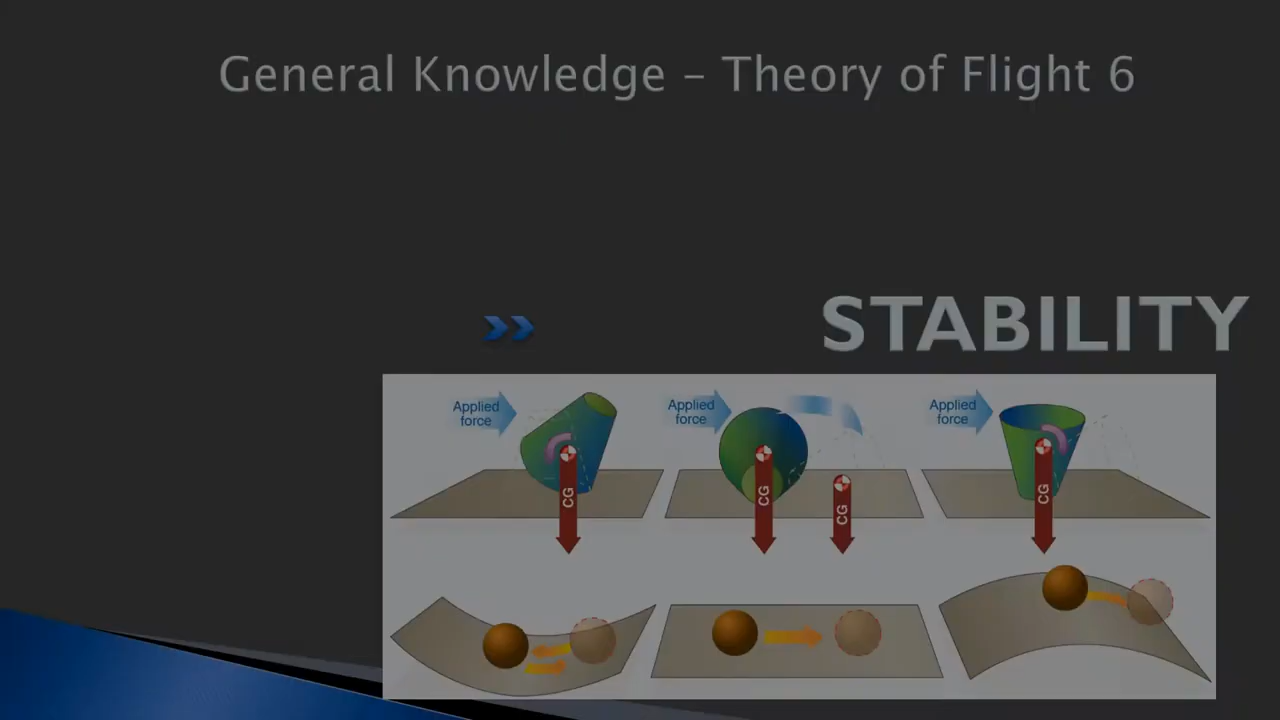 General Knowledge – Theory of Flight 6
STABILITY
Applied
force
Applied
force
Applied
force
CG
CG
CG
CG